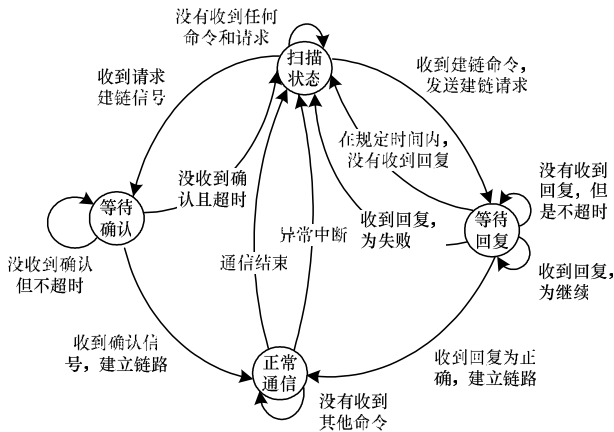 没有收到任何
命令和请求
扫描
状态
收到请求
建链信号
收到建链命令，
发送建链请求
在规定时间内，
没有收到回复
没收到确
认且超时
没有收到
回复，但
是不超时
等待
确认
等待
回复
收到回复，
为失败
异常中断
通信结束
没收到确认
但不超时
收到回复，
为继续
收到确认信
号，建立链路
正常
通信
收到回复为正
确，建立链路
没有收到
其他命令